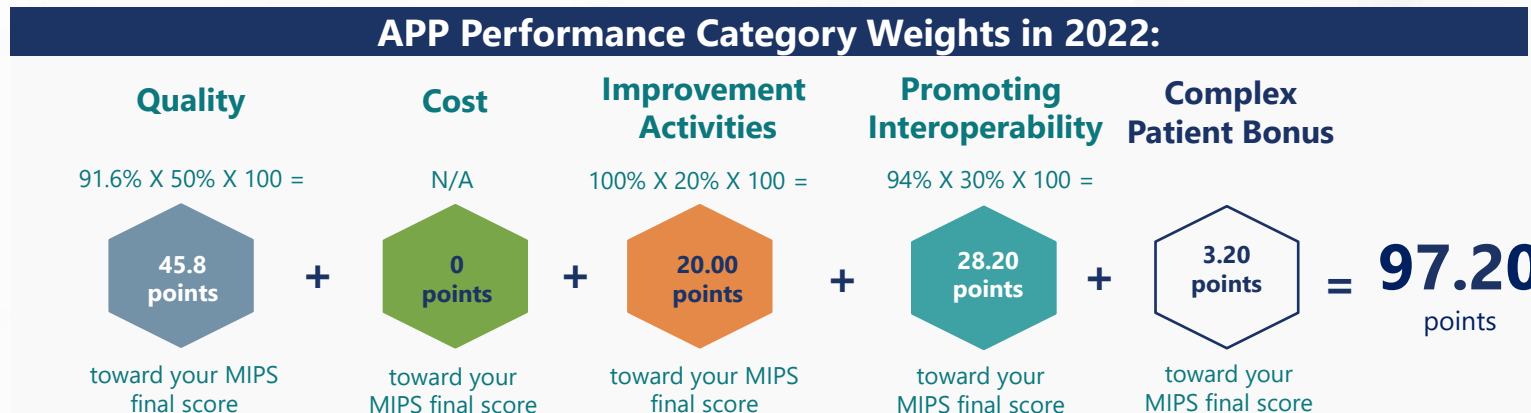 APP Performance Category Weights in 2022:
Quality
Cost
Improvement
Activities
Promoting
Interoperability
Complex
Patient Bonus
91.6% X 50% X 100 =
N/A
100% X 20% X 100 =
94% X 30% X 100 =
45.8
points
+
0
points
+
20.00
points
+
28.20
points
+
3.20
points
=
97.20
points
toward your MIPS
final score
toward your
MIPS final score
toward your MIPS
final score
toward your
MIPS final score
toward your
MIPS final score